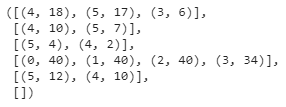 ([(4, 18), (5, 17), (3, 6)],
[(4, 10), (5, 7)],
[(5, 4), (4, 2)],
[(0, 40), (1, 40), (2, 40), (3, 34)],
[(5, 12), (4, 10)],
[])